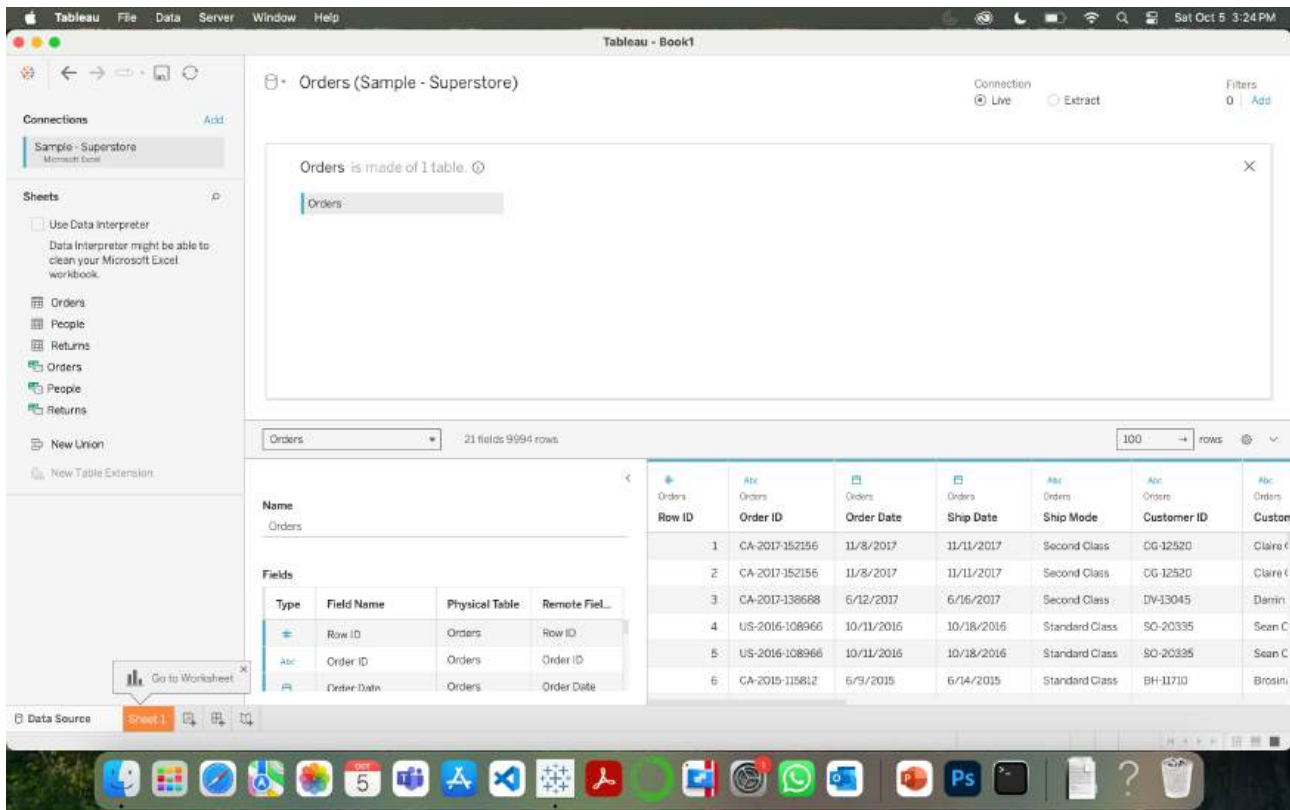 Tableau File Data Server Window Help Sat Oct 5 3:24 PM
Tableau - Book1
Orders (Sample - Superstore)
Connection
Live Extract
Filters
0 Add
Connections Add
Sample - Superstore
Microsoft Excel
Sheets
Use Data Interpreter
Data Interpreter might be able to
clean your Microsoft Excel
workbook.
Orders
People
Returns
Orders
People
Returns
New Union
New Table Extension
Orders is made of 1 table.
Orders
Orders 21 fields 9994 rows 100 → rows
Name
Orders
Fields
Type Field Name Physical Table Remote Fiel...
# Row ID Orders Row ID
Abc Order ID Orders Order ID
Order Date Orders Order Date
# Abc Abc Abc Abc
Orders Orders Orders Orders Orders Orders Orders
Row ID Order ID Order Date Ship Date Ship Mode Customer ID Custom
1 CA-2017-152156 11/8/2017 11/11/2017 Second Class CG-12520 Claire G
2 CA-2017-152156 11/8/2017 11/11/2017 Second Class CG-12520 Claire G
3 CA-2017-138688 6/12/2017 6/16/2017 Second Class DV-13045 Darrin
4 US-2016-108966 10/11/2016 10/18/2016 Standard Class SO-20335 Sean C
5 US-2016-108966 10/11/2016 10/18/2016 Standard Class SO-20335 Sean C
6 CA-2015-115812 6/9/2015 6/14/2015 Standard Class BH-11710 Brosina
Go to Worksheet
Data Source Sheet 1
OCT
5
1
Ps